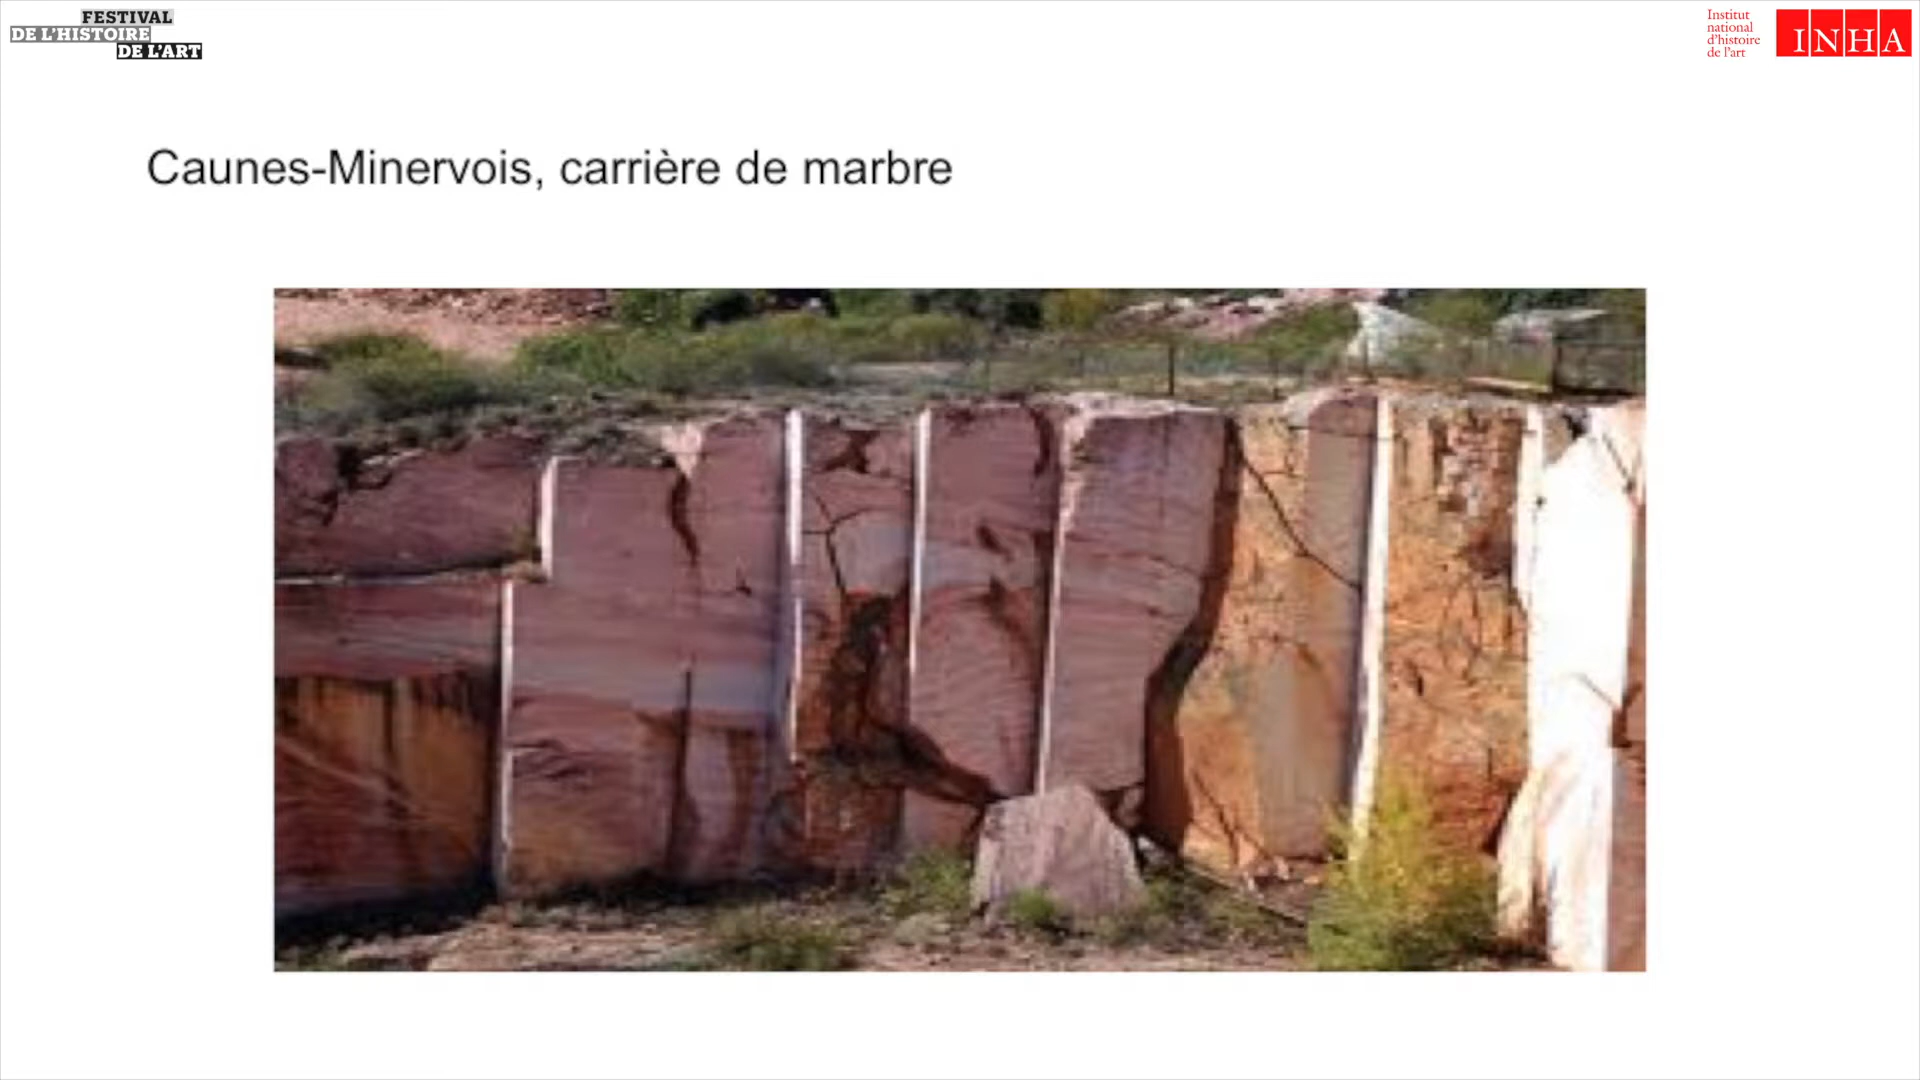 FESTIVAL
DE L'HISTOIRE
DE L'ART
Institut
national
d'histoire
de l'art
INHA
Caunes-Minervois, carrière de marbre